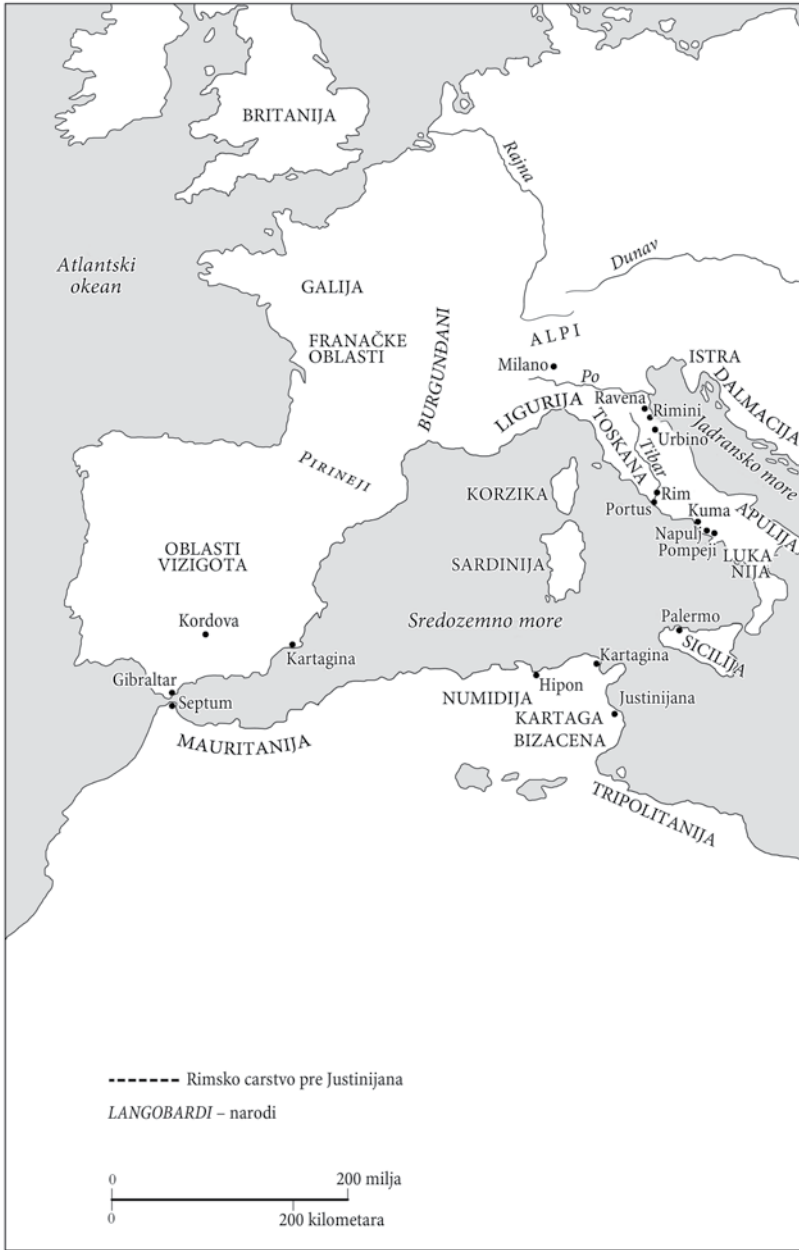 BRITANIJA
Rajna
Atlantski
okean
Dunav
GALIJA
ALPI
FRANAČKE
OBLASTI
BURGUNĐANI
Milano
ISTRA
Po
DALMACIJA
LIGURIJA
Ravena
Rimini
TOSKANA
Urbino
Jadransko more
Tibar
PIRINEJI
KORZIKA
Rim
Portus
Kuma
APULIJA
Napulj
Pompeji
LUKA
NIJA
OBLASTI
VIZIGOTA
SARDINIJA
Kordova
Sredozemno more
Palermo
SICILIJA
Kartagina
Kartagina
Gibraltar
Septum
Hipon
NUMIDIJA
Justinijana
KARTAGA
BIZACENA
MAURITANIJA
TRIPOLITANIJA
Rimsko carstvo pre Justinijana
LANGOBARDI – narodi
0 200 milja
0 200 kilometara